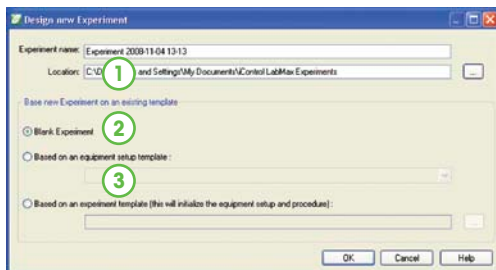 Design new Experiment
Experiment name: Experiment 2008-11-04 13-13
Location: C:\D and Settings\My Documents\iControl LabMax Experiments
...
1
Base new Experiment on an existing template
Blank Experiment
2
Based on an equipment setup template :
3
Based on an experiment template (this will initialize the equipment setup and procedure) :
...
OK Cancel Help